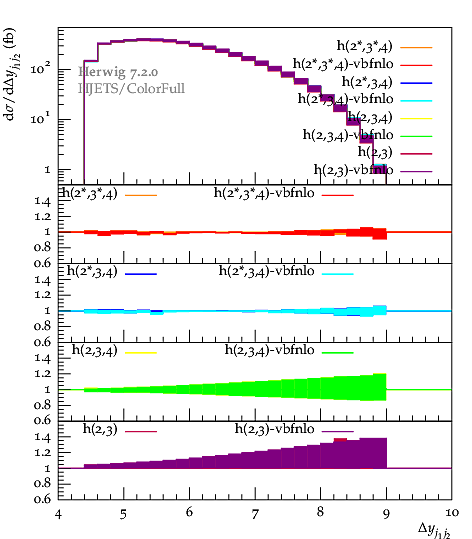 dσ/dΔy_{j1j2} (fb)
10^2
10^1
1
Herwig 7.2.0
HJETS/ColorFull
h(2*,3*,4)
h(2*,3*,4)-vbfnlo
h(2*,3,4)
h(2*,3,4)-vbfnlo
h(2,3,4)
h(2,3,4)-vbfnlo
h(2,3)
h(2,3)-vbfnlo
h(2*,3*,4) h(2*,3*,4)-vbfnlo
1.4
1.2
1
0.8
0.6
h(2*,3,4) h(2*,3,4)-vbfnlo
1.4
1.2
1
0.8
0.6
h(2,3,4) h(2,3,4)-vbfnlo
1.4
1.2
1
0.8
0.6
h(2,3) h(2,3)-vbfnlo
1.4
1.2
1
0.8
0.6
4 5 6 7 8 9 10
Δy_{j1j2}